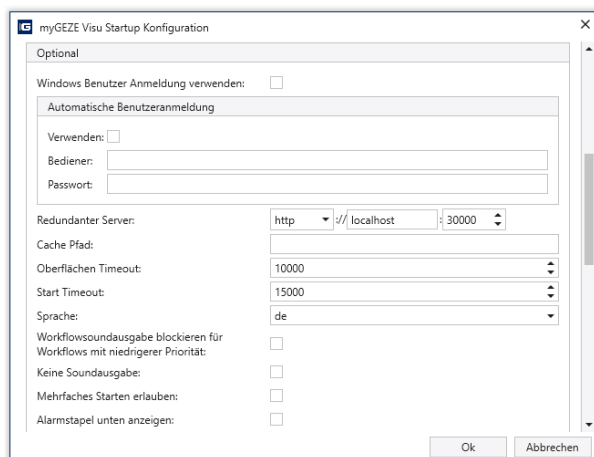 G myGEZE Visu Startup Konfiguration
Optional
Windows Benutzer Anmeldung verwenden:
Automatische Benutzeranmeldung
Verwenden:
Bediener:
Passwort:
Redundanter Server: http :// localhost : 30000
Cache Pfad:
Oberflächen Timeout: 10000
Start Timeout: 15000
Sprache: de
Workflowsoundausgabe blockieren für
Workflows mit niedrigerer Priorität:
Keine Soundausgabe:
Mehrfaches Starten erlauben:
Alarmstapel unten anzeigen:
Ok Abbrechen